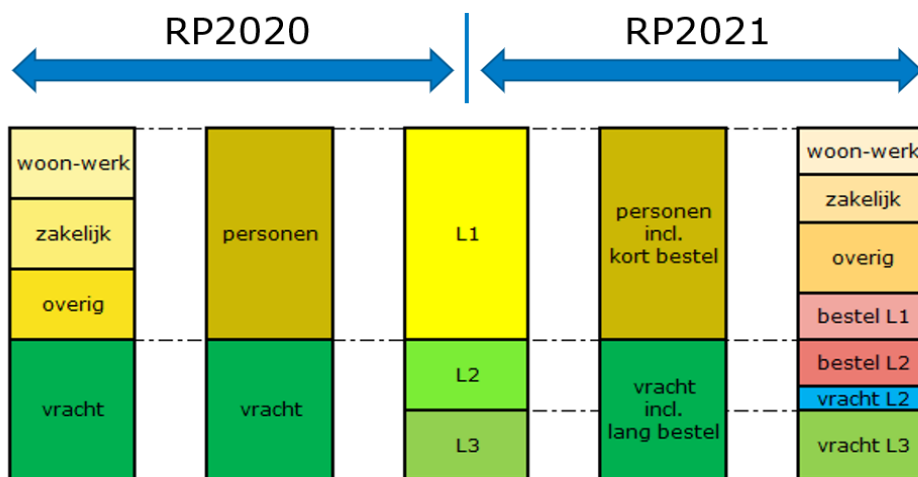 RP2020
RP2021
woon-werk
zakelijk
overig
vracht
personen
vracht
L1
L2
L3
personen
incl.
kort bestel
vracht
incl.
lang bestel
woon-werk
zakelijk
overig
bestel L1
bestel L2
vracht L2
vracht L3